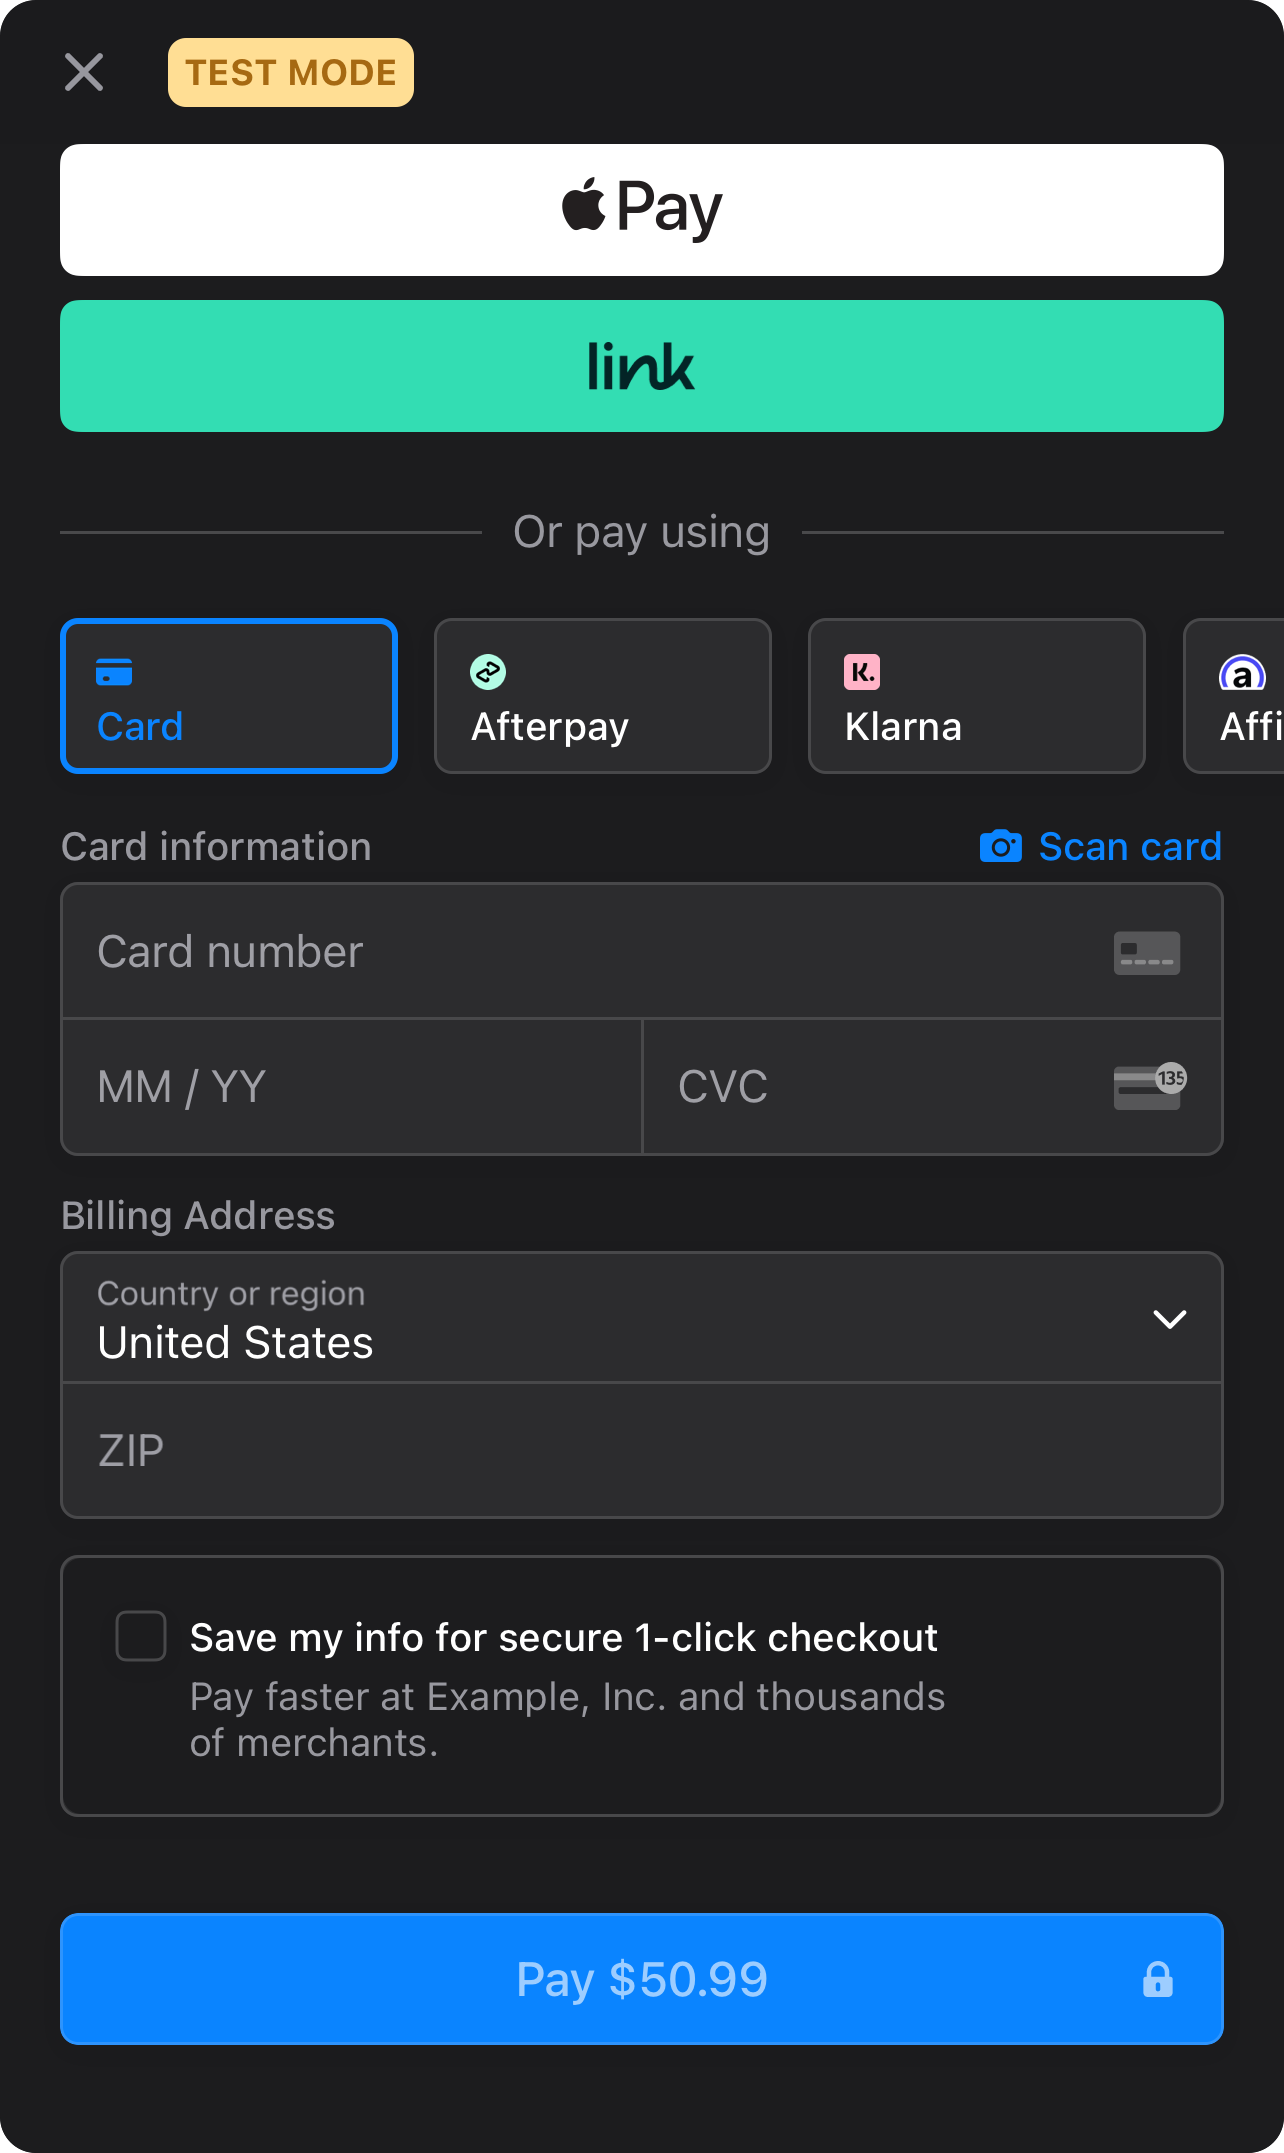 TEST MODE
Pay
link
Or pay using
Card
Afterpay
K.
Klarna
a
Affi
Card information
Scan card
Card number
MM / YY
CVC
135
Billing Address
Country or region
United States
ZIP
Save my info for secure 1-click checkout
Pay faster at Example, Inc. and thousands
of merchants.
Pay $50.99